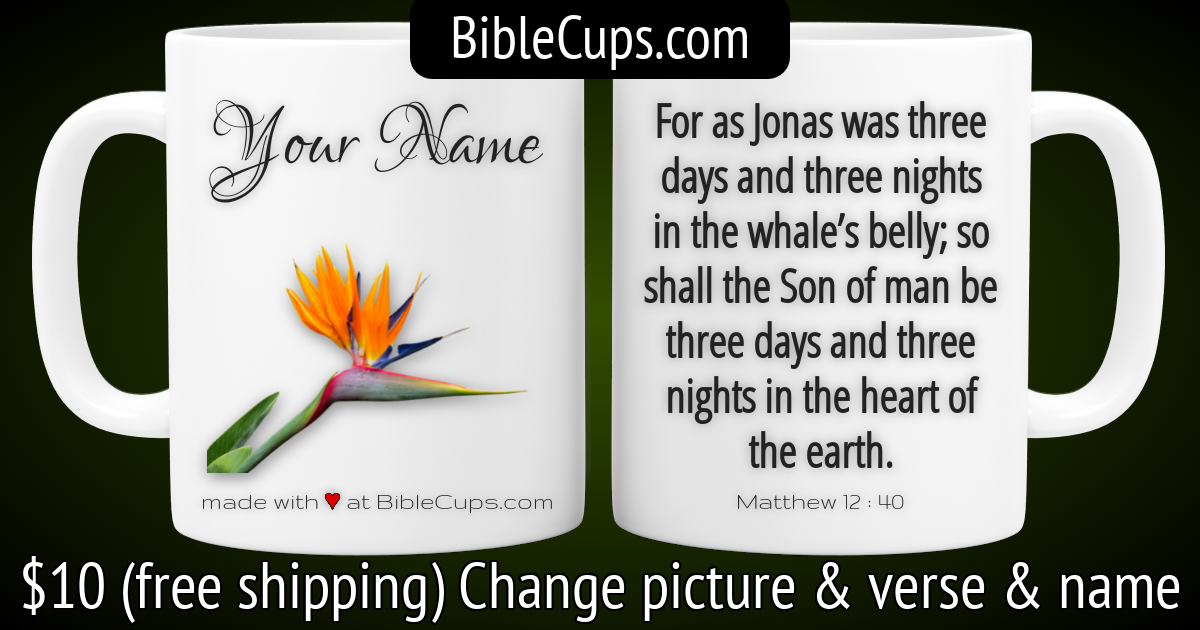 BibleCups.com
Your Name
made with ♥ at BibleCups.com
For as Jonas was three
days and three nights
in the whale’s belly; so
shall the Son of man be
three days and three
nights in the heart of
the earth.
Matthew 12 : 40
$10 (free shipping) Change picture & verse & name